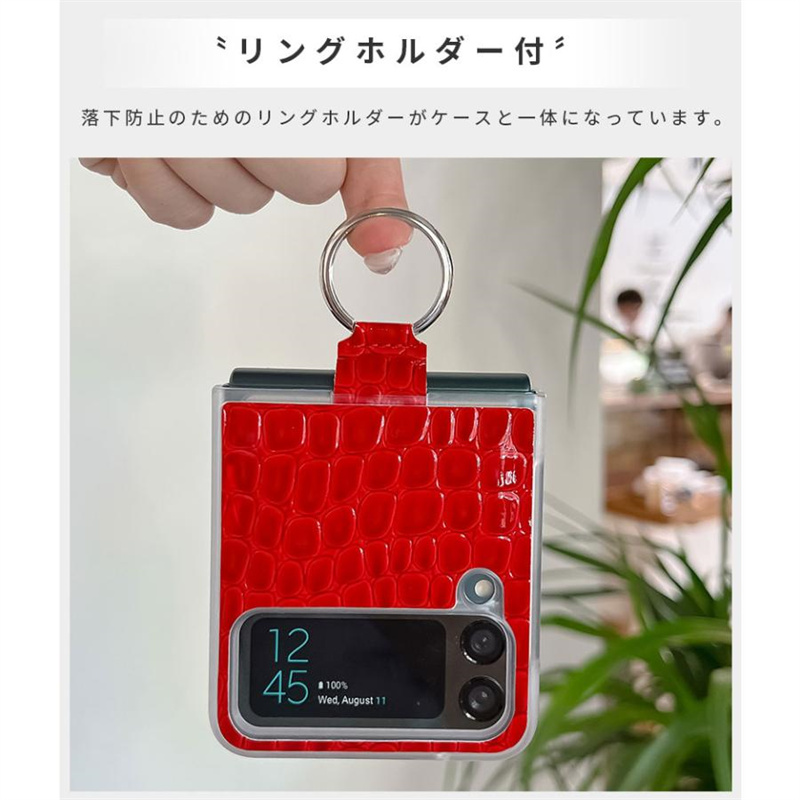 〝リングホルダー付〞
落下防止のためのリングホルダーがケースと一体になっています。
12
45
100%
Wed, August 11